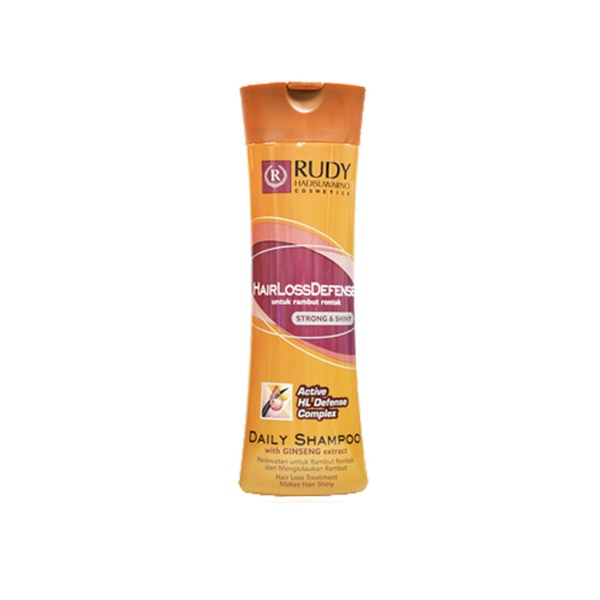 R
RUDY
HADISUWARNO
COSMETICS
HAIRLOSSDEFENSE
untuk rambut rontok
STRONG & SHINY
Active
HL Defense
Complex
DAILY SHAMPOO
with GINSENG extract
Perawatan untuk Rambut Rontok
dan Mengkilaukan Rambut
Hair Loss Treatment
Makes Hair Shiny